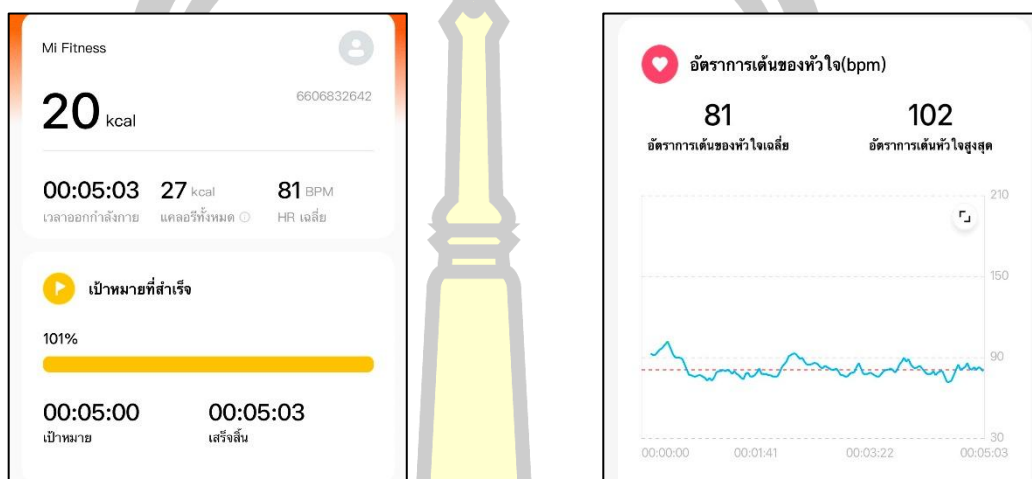 Mi Fitness
6606832642
20 kcal
00:05:03 27 kcal 81 BPM
เวลาออกกำลังกาย แคลอรีทั้งหมด HR เฉลี่ย
เป้าหมายที่สำเร็จ
101%
00:05:00 00:05:03
เป้าหมาย เสร็จสิ้น
อัตราการเต้นของหัวใจ(bpm)
81 102
อัตราการเต้นของหัวใจเฉลี่ย อัตราการเต้นหัวใจสูงสุด
210
150
90
30
00:00:00 00:01:41 00:03:22 00:05:03